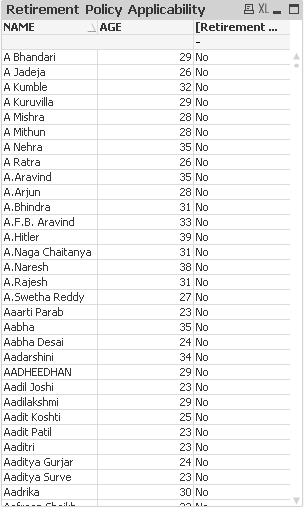 Retirement Policy Applicability XL
NAME AGE [Retirement ...
-
A Bhandari 29 No
A Jadeja 26 No
A Kumble 32 No
A Kuruvilla 29 No
A Mishra 28 No
A Mithun 28 No
A Nehra 35 No
A Ratra 26 No
A.Aravind 35 No
A.Arjun 28 No
A.Bhindra 31 No
A.F.B. Aravind 33 No
A.Hitler 39 No
A.Naga Chaitanya 31 No
A.Naresh 38 No
A.Rajesh 31 No
A.Swetha Reddy 27 No
Aaarti Parab 23 No
Aabha 35 No
Aabha Desai 24 No
Aadarshini 34 No
AADHEEDHAN 29 No
Aadil Joshi 23 No
Aadilakshmi 29 No
Aadit Koshti 25 No
Aadit Patil 23 No
Aaditri 23 No
Aaditya Gurjar 24 No
Aaditya Surve 23 No
Aadrika 30 No